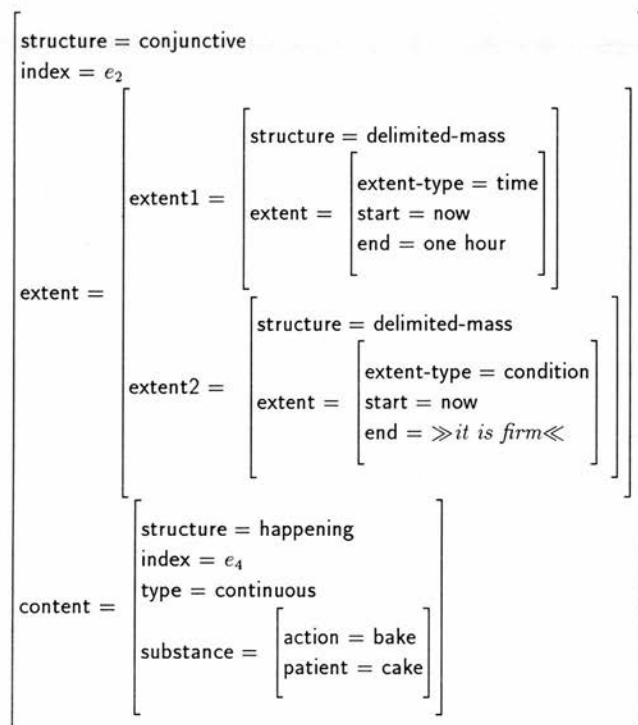 structure = conjunctive
index = e₂
structure = delimited-mass
extent-type = time
extent1 =
extent =
start = now
end = one hour
extent =
structure = delimited-mass
extent-type = condition
extent2 =
extent =
start = now
end = ≫it is firm≪
structure = happening
index = e₄
type = continuous
content =
action = bake
substance =
patient = cake